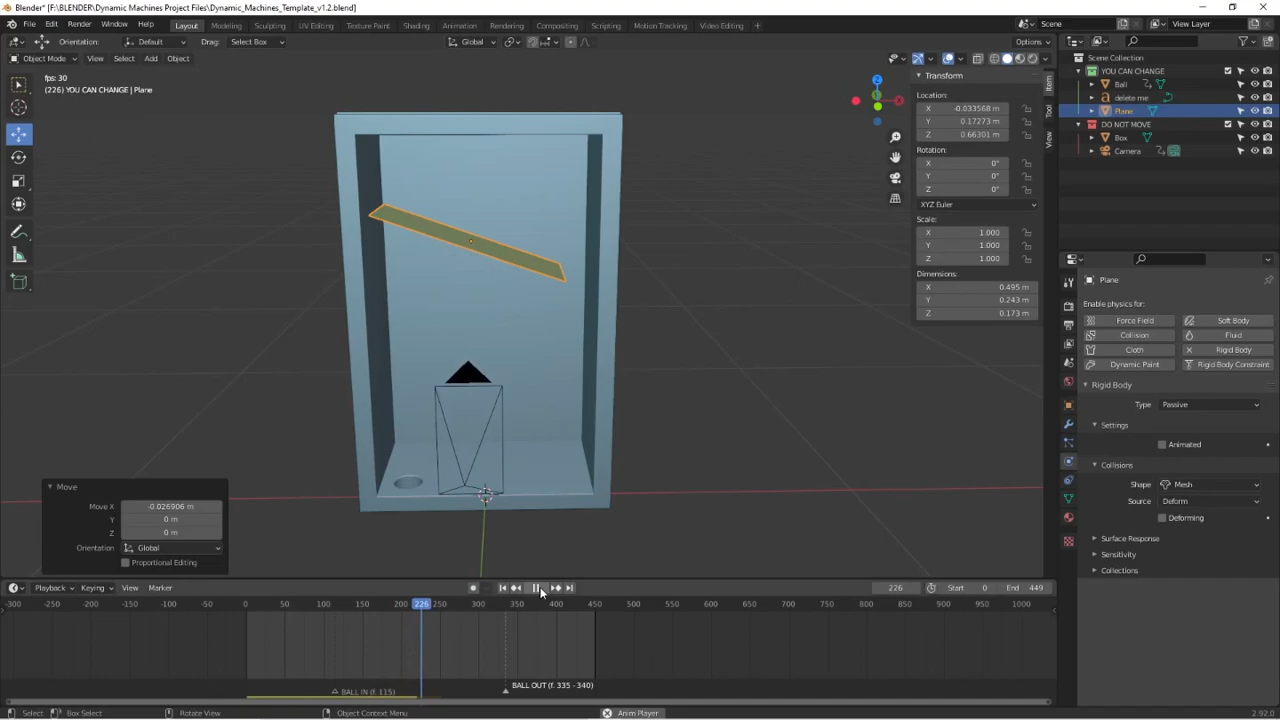 Blender* [F:\BLENDER\Dynamic Machines Project Files\Dynamic_Machines_Template_v1.2.blend]
File Edit Render Window Help Layout Modeling Sculpting UV Editing Texture Paint Shading Animation Rendering Compositing Scripting Motion Tracking Video Editing + Scene View Layer
Orientation: Default Drag: Select Box Global Options
Object Mode View Select Add Object
fps: 30
(226) YOU CAN CHANGE | Plane
Transform
Location:
X -0.033568 m
Y 0.17273 m
Z 0.66301 m
Rotation:
X 0°
Y 0°
Z 0°
XYZ Euler
Scale:
X 1.000
Y 1.000
Z 1.000
Dimensions:
X 0.495 m
Y 0.243 m
Z 0.173 m
Item
Tool
View
Scene Collection
YOU CAN CHANGE
Ball
delete me
Plane
DO NOT MOVE
Box
Camera
Plane
Enable physics for:
Force Field Soft Body
Collision Fluid
Cloth Rigid Body
Dynamic Paint Rigid Body Constraint
Rigid Body
Type Passive
Settings
Animated
Collisions
Shape Mesh
Source Deform
Deforming
Surface Response
Sensitivity
Collections
Move
Move X -0.026906 m
Y 0 m
Z 0 m
Orientation Global
Proportional Editing
Playback Keying View Marker 226 Start 0 End 449
-300 -250 -200 -150 -100 -50 0 50 100 150 200 226 250 300 350 400 450 500 550 600 650 700 750 800 850 900 950 1000
BALL IN (f. 115) BALL OUT (f. 335 - 340)
Select Box Select Rotate View Object Context Menu Anim Player 2.92.0